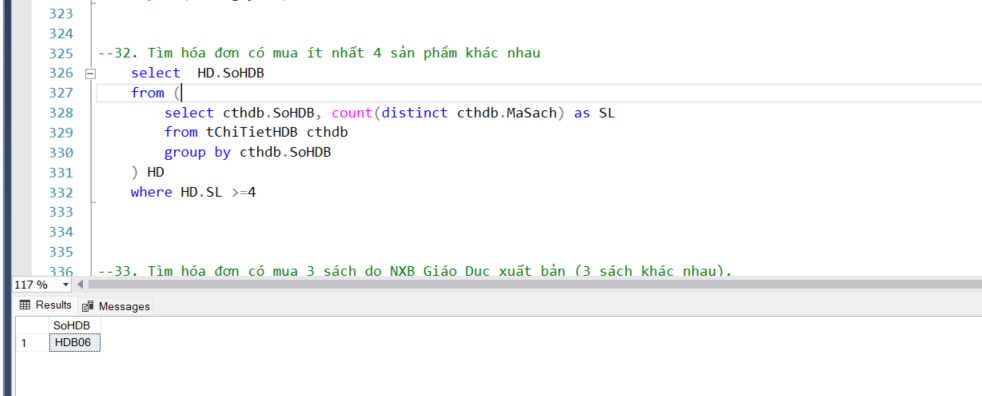 323
324
325 --32. Tìm hóa đơn có mua ít nhất 4 sản phẩm khác nhau
326 select HD.SoHDB
327 from (
328 select cthdb.SoHDB, count(distinct cthdb.MaSach) as SL
329 from tChiTietHDB cthdb
330 group by cthdb.SoHDB
331 ) HD
332 where HD.SL >=4
333
334
335
336 --33. Tìm hóa đơn có mua 3 sách do NXB Giáo Dục xuất bản (3 sách khác nhau).
117 %
Results Messages
SoHDB
1 HDB06